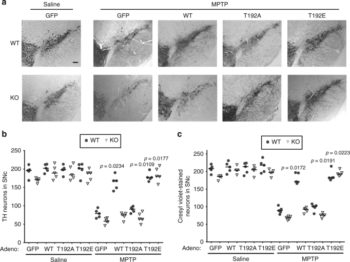 a
Saline
MPTP
GFP
GFP
WT
T192A
T192E
WT
KO
b
WT KO
TH neurons in SNc
250
200
150
100
50
0
p = 0.0234
p = 0.0177
p = 0.0109
Adeno: GFP WT T192A T192E GFP WT T192A T192E
Saline
MPTP
c
WT KO
Cresyl violet-stained neurons in SNc
250
200
150
100
50
0
p = 0.0172
p = 0.0223
p = 0.0191
Adeno: GFP WT T192A T192E GFP WT T192A T192E
Saline
MPTP